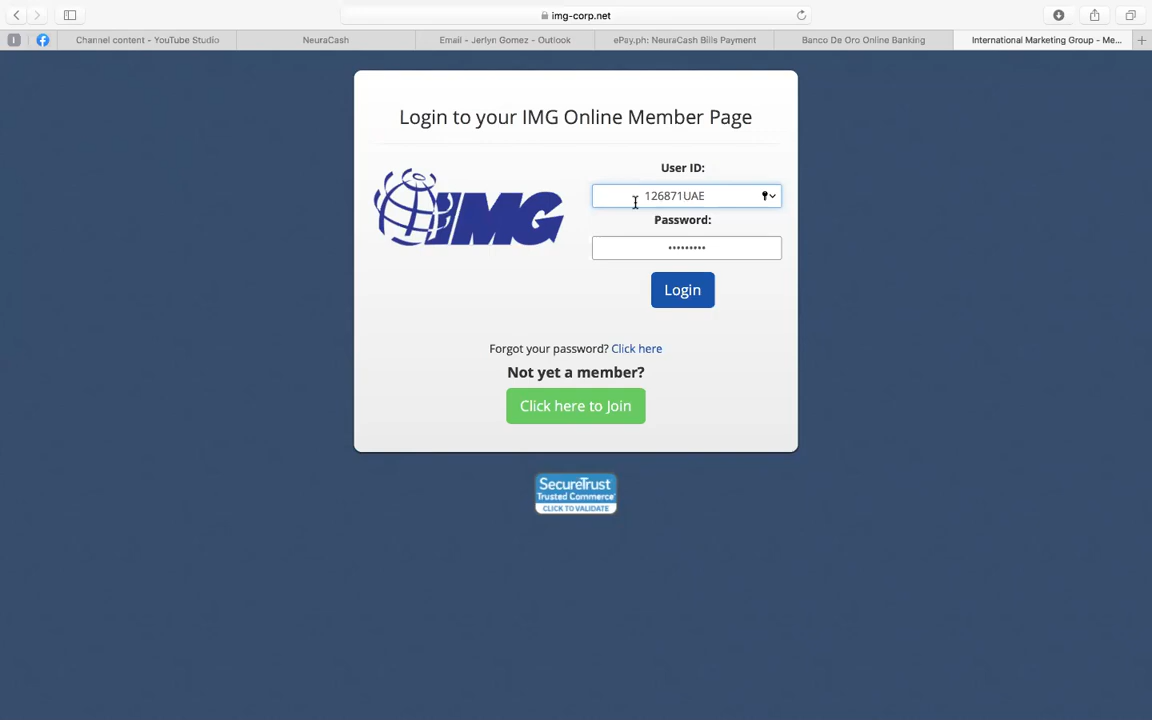 img-corp.net
Channel content - YouTube Studio
NeuraCash
Email - Jerlyn Gomez - Outlook
ePay.ph: NeuraCash Bills Payment
Banco De Oro Online Banking
International Marketing Group - Me...
Login to your IMG Online Member Page
User ID:
126871UAE
IMG
Password:
•••••••••
Login
Forgot your password? Click here
Not yet a member?
Click here to Join
SecureTrust
Trusted Commerce
CLICK TO VALIDATE